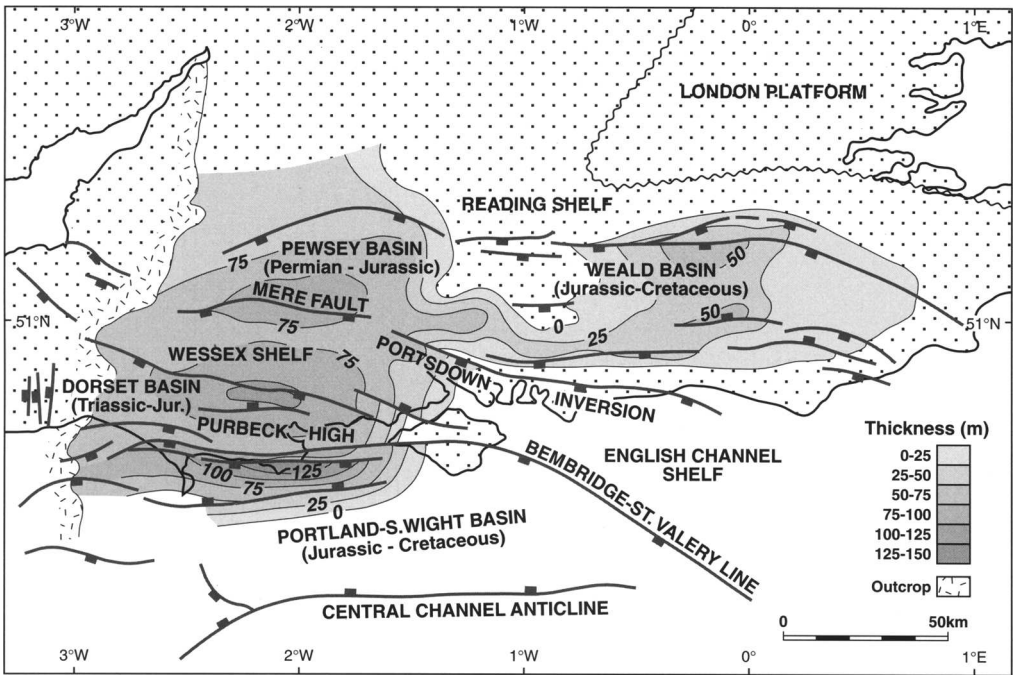 3°W 2°W 1°W 0° 1°E
LONDON PLATFORM
READING SHELF
PEWSEY BASIN
(Permian - Jurassic)
75
50
WEALD BASIN
(Jurassic-Cretaceous)
MERE FAULT
75
50
0
25
51°N
51°N
WESSEX SHELF
75
PORTSDOWN
INVERSION
DORSET BASIN
(Triassic-Jur.)
PURBECK HIGH
100
125
75
25
0
BEMBRIDGE-ST. VALERY LINE
ENGLISH CHANNEL
SHELF
PORTLAND-S.WIGHT BASIN
(Jurassic - Cretaceous)
CENTRAL CHANNEL ANTICLINE
Thickness (m)
0-25
25-50
50-75
75-100
100-125
125-150
Outcrop
0 50km
3°W 2°W 1°W 0° 1°E